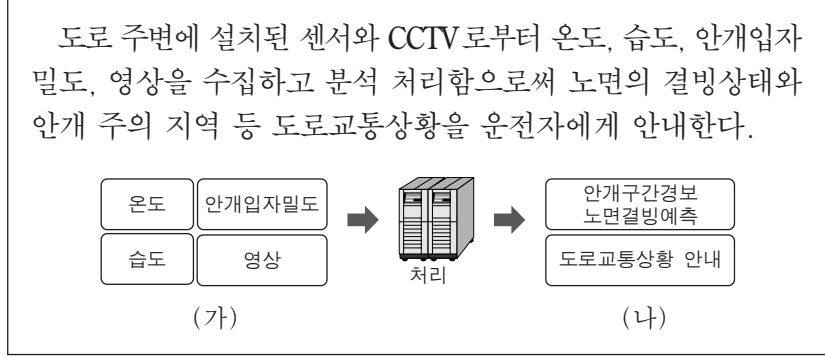 도로 주변에 설치된 센서와 CCTV로부터 온도, 습도, 안개입자
밀도, 영상을 수집하고 분석 처리함으로써 노면의 결빙상태와
안개 주의 지역 등 도로교통상황을 운전자에게 안내한다.
온도
안개입자밀도
습도
영상
처리
안개구간경보
노면결빙예측
도로교통상황 안내
(가)
(나)